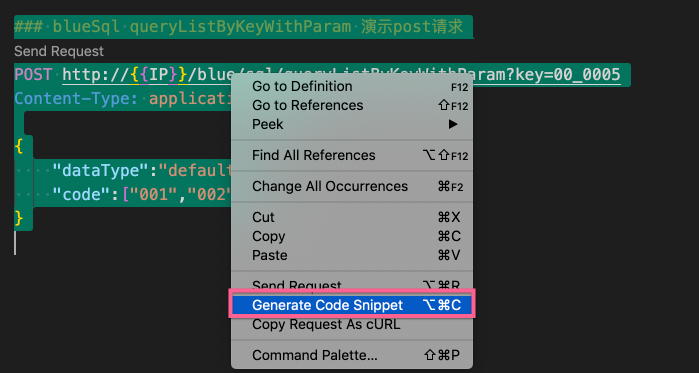 ### blueSql queryListByKeyWithParam 演示post请求
Send Request
POST http://{{IP}}/blue/sql/queryListByKeyWithParam?key=00_0005
Content-Type:
{
"dataType":"default
"code":["001","002"
}
Go to Definition F12
Go to References ⇧F12
Peek ▶
Find All References ⌥⇧F12
Change All Occurrences ⌘F2
Cut ⌘X
Copy ⌘C
Paste ⌘V
Send Request ⌥⌘R
Generate Code Snippet ⌥⌘C
Copy Request As cURL
Command Palette... ⇧⌘P